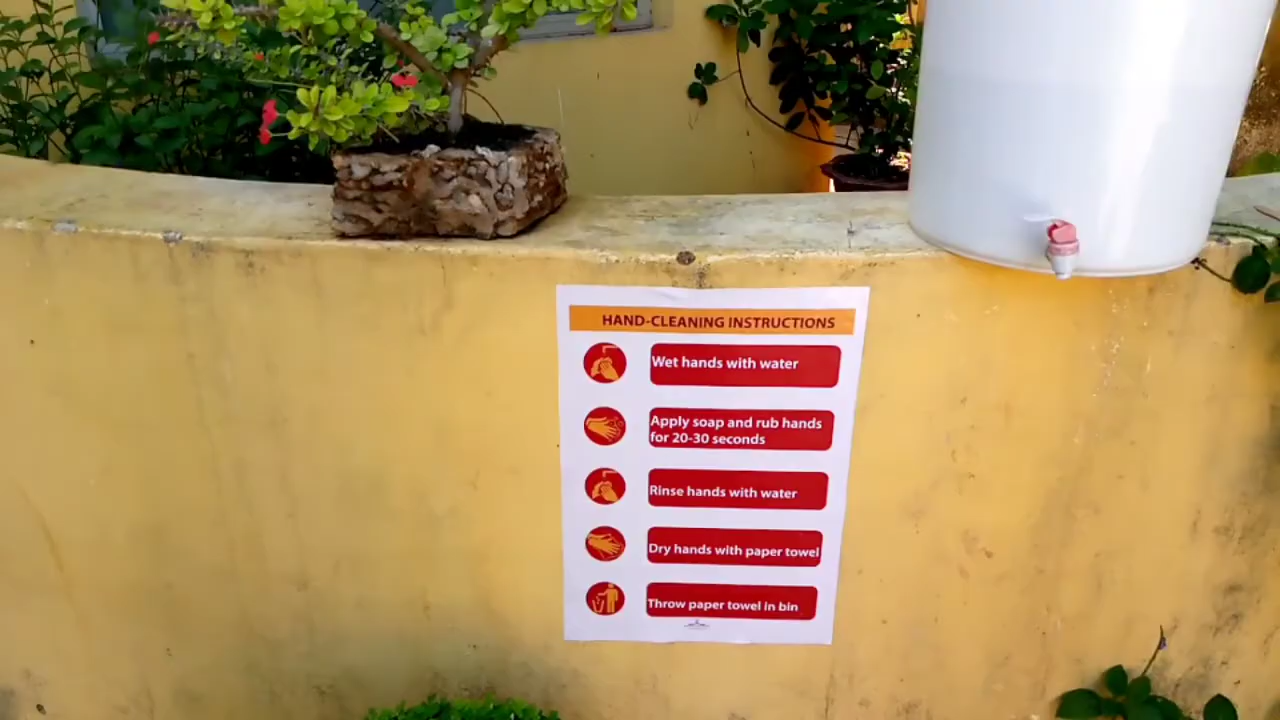 HAND-CLEANING INSTRUCTIONS
Wet hands with water
Apply soap and rub hands
for 20-30 seconds
Rinse hands with water
Dry hands with paper towel
Throw paper towel in bin